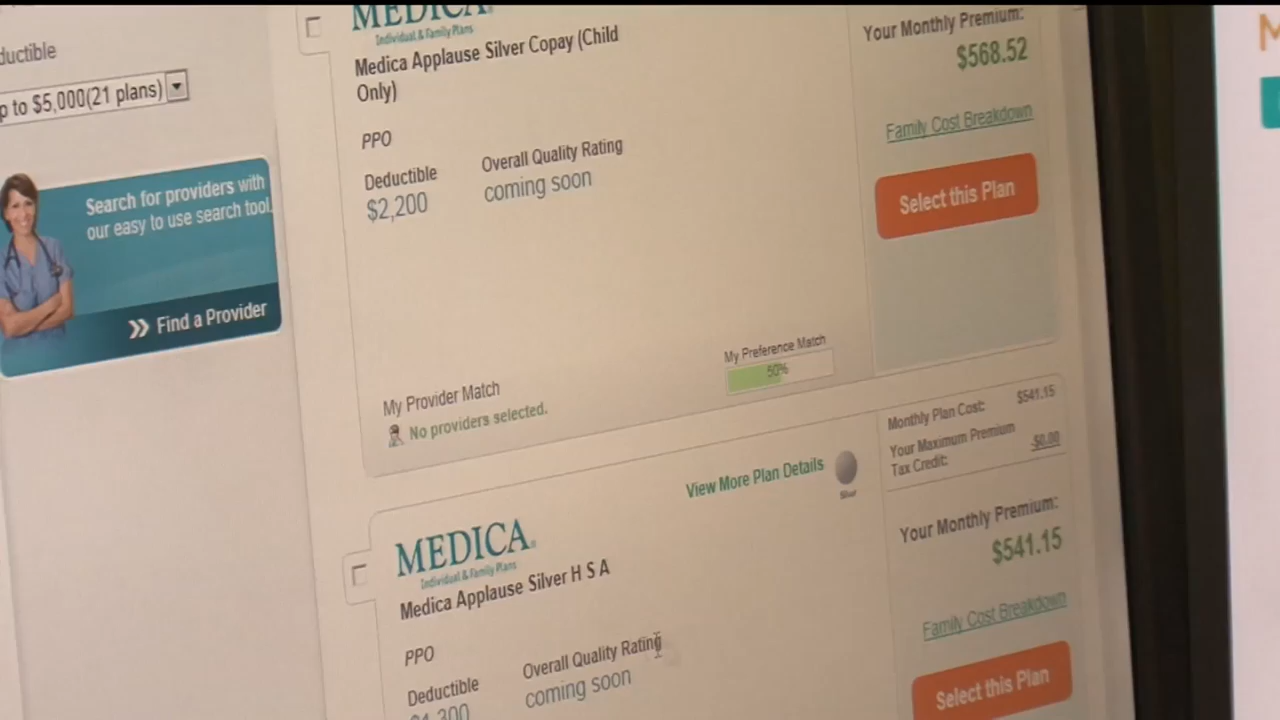 eductible
p to $5,000(21 plans)
Search for providers with
our easy to use search tool.
Find a Provider
MEDICA.
Individual & Family Plans
Medica Applause Silver Copay (Child
Only)
PPO
Deductible
$2,200
Overall Quality Rating
coming soon
Your Monthly Premium:
$568.52
Family Cost Breakdown
Select this Plan
My Provider Match
No providers selected.
My Preference Match
50%
View More Plan Details
Silver
Monthly Plan Cost:
$541.15
Your Maximum Premium
Tax Credit:
-$0.00
MEDICA.
Individual & Family Plans
Medica Applause Silver H S A
PPO
Deductible
Overall Quality Rating
coming soon
Your Monthly Premium:
$541.15
Family Cost Breakdown
Select this Plan
M